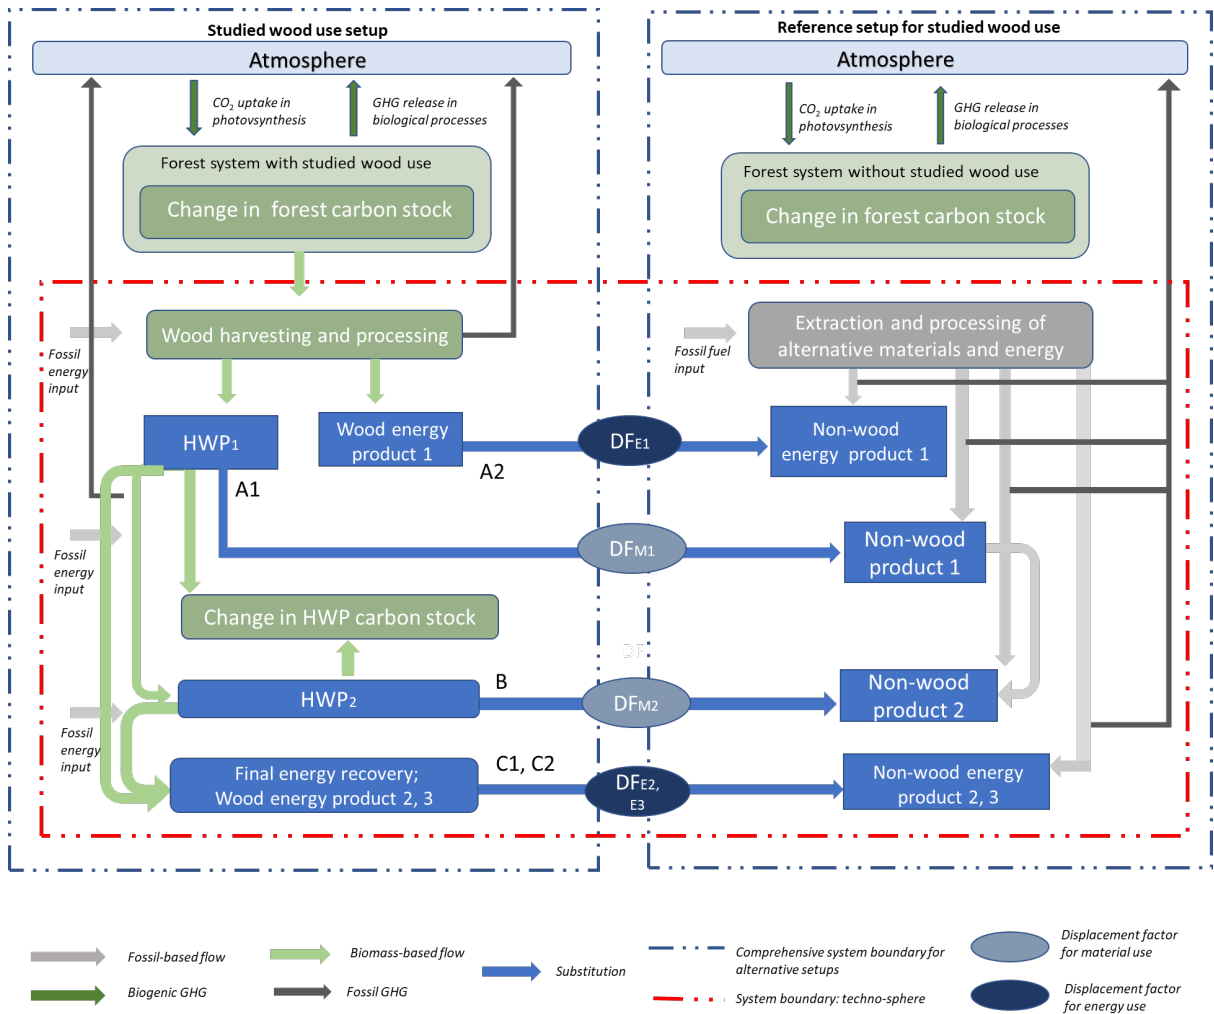 Studied wood use setup
Atmosphere
CO2 uptake in
photovsynthesis
GHG release in
biological processes
Forest system with studied wood use
Change in forest carbon stock
Wood harvesting and processing
Fossil
energy
input
HWP1
Wood energy
product 1
A1
A2
Fossil
energy
input
Change in HWP carbon stock
HWP2
B
Fossil
energy
input
Final energy recovery;
Wood energy product 2, 3
C1, C2
DFE1
DFM1
DF
DFM2
DFE2,
E3
Reference setup for studied wood use
Atmosphere
CO2 uptake in
photovsynthesis
GHG release in
biological processes
Forest system without studied wood use
Change in forest carbon stock
Extraction and processing of
alternative materials and energy
Fossil fuel
input
Non-wood
energy product 1
Non-wood
product 1
Non-wood
product 2
Non-wood energy
product 2, 3
Fossil-based flow
Biogenic GHG
Biomass-based flow
Fossil GHG
Substitution
Comprehensive system boundary for
alternative setups
System boundary: techno-sphere
Displacement factor
for material use
Displacement factor
for energy use